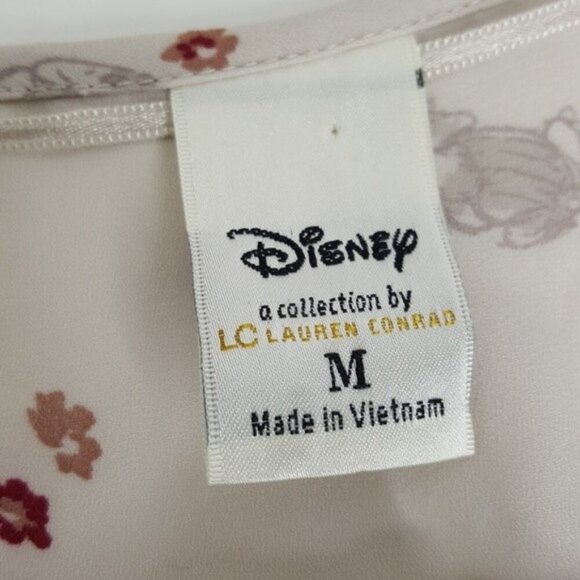 Disney
a collection by
LC LAUREN CONRAD
M
Made in Vietnam